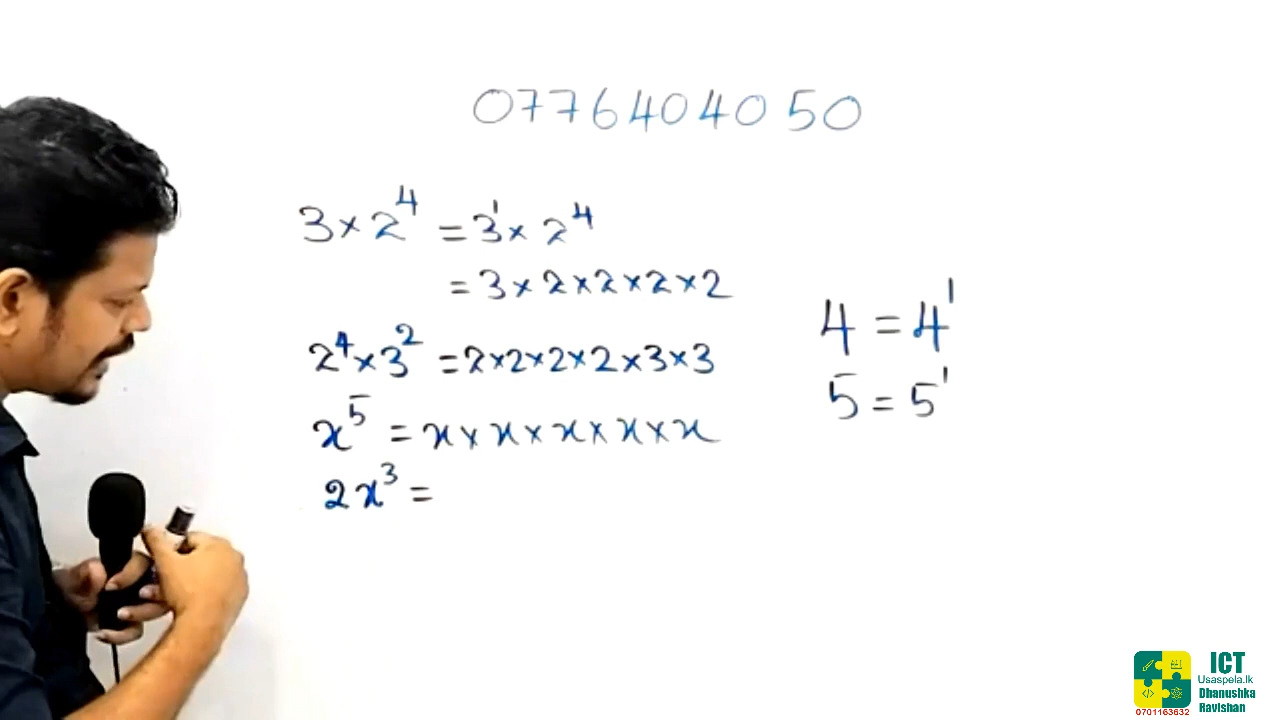 0776404050
3 × 2⁴ = 3¹ × 2⁴
= 3 × 2 × 2 × 2 × 2
2⁴ × 3² = 2 × 2 × 2 × 2 × 3 × 3
x⁵ = x × x × x × x × x
2x³ =
4 = 4¹
5 = 5¹
ICT
Usaspela.lk
Dhanushka
Ravishan
0701163632